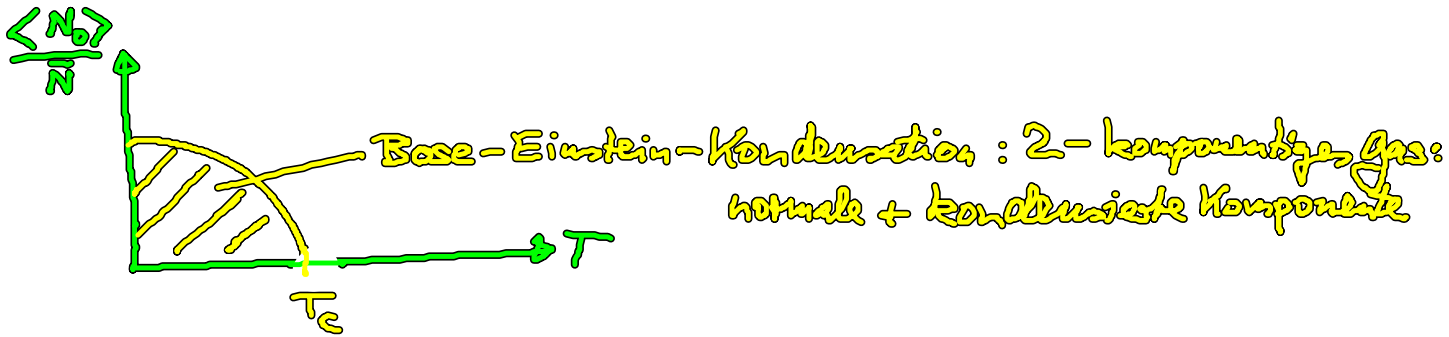 <N₀>
N̄
Bose-Einstein-Kondensation : 2-komponentiges Gas:
normale + kondensierte Komponente
T
T_c